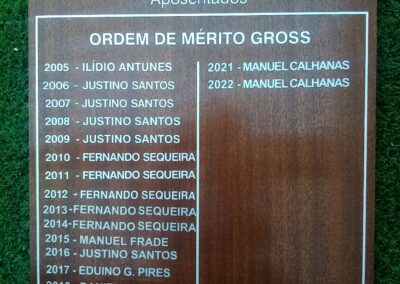 Aposentados
ORDEM DE MÉRITO GROSS
2005 - ILÍDIO ANTUNES
2006 - JUSTINO SANTOS
2007 - JUSTINO SANTOS
2008 - JUSTINO SANTOS
2009 - JUSTINO SANTOS
2010 - FERNANDO SEQUEIRA
2011 - FERNANDO SEQUEIRA
2012 - FERNANDO SEQUEIRA
2013-FERNANDO SEQUEIRA
2014-FERNANDO SEQUEIRA
2015 - MANUEL FRADE
2016 - JUSTINO SANTOS
2017 - EDUINO G. PIRES
2021 - MANUEL CALHANAS
2022 - MANUEL CALHANAS